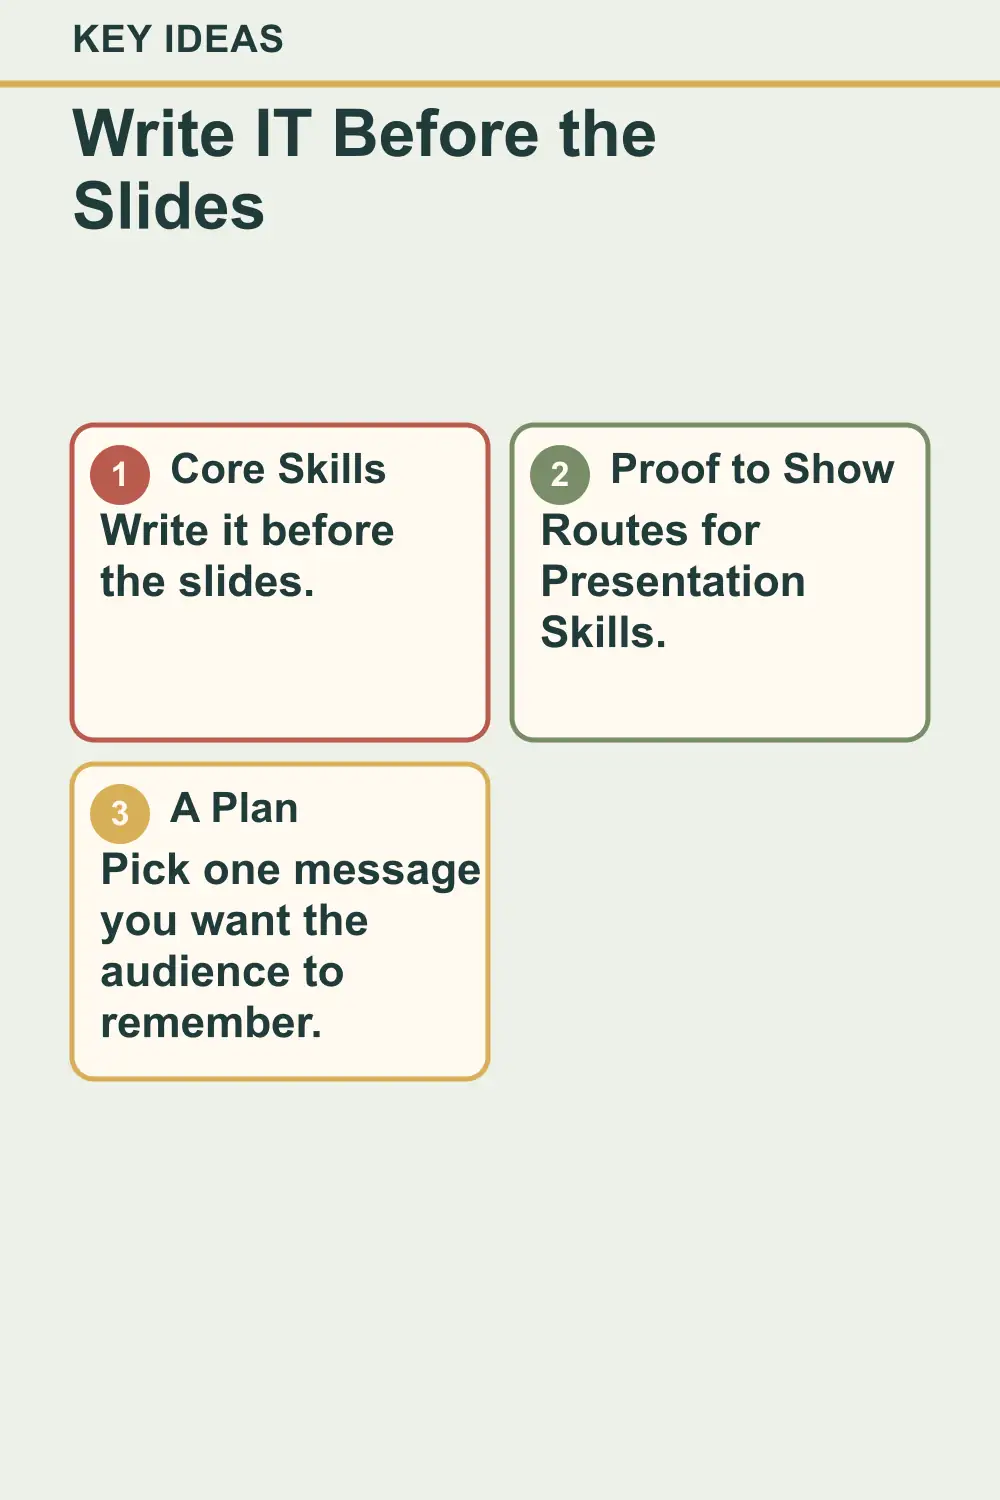 KEY IDEAS
Write IT Before the
Slides
1 Core Skills
Write it before
the slides.
2 Proof to Show
Routes for
Presentation
Skills.
3 A Plan
Pick one message
you want the
audience to
remember.